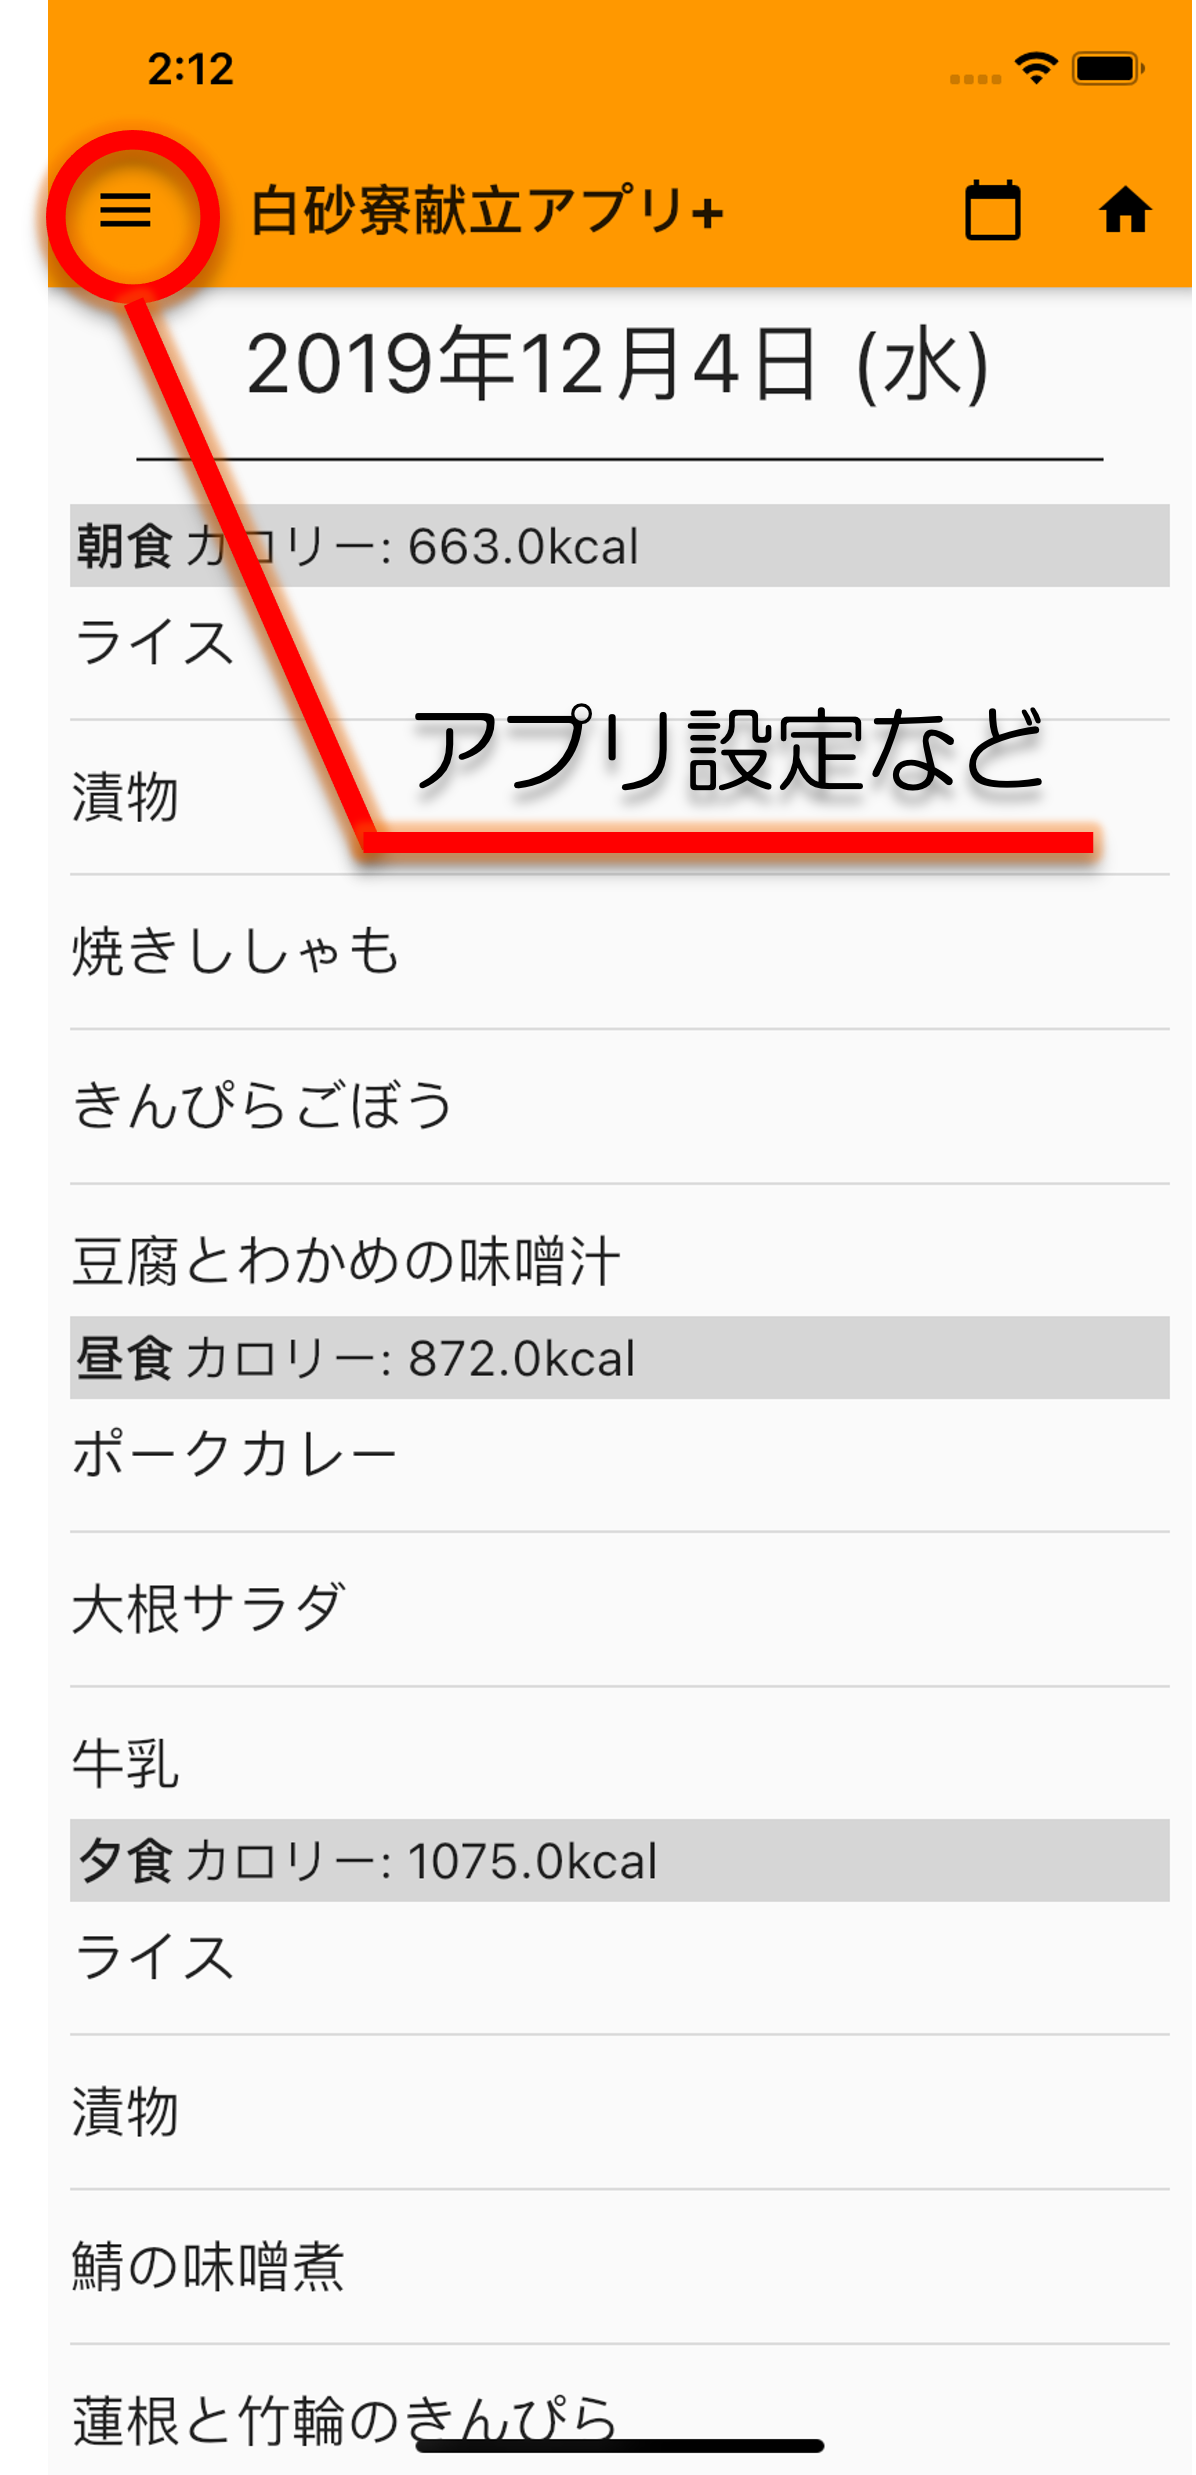 2:12
白砂寮献立アプリ+
2019年12月4日 (水)
朝食 カロリー: 663.0kcal
ライス
アプリ設定など
漬物
焼きししゃも
きんぴらごぼう
豆腐とわかめの味噌汁
昼食 カロリー: 872.0kcal
ポークカレー
大根サラダ
牛乳
夕食 カロリー: 1075.0kcal
ライス
漬物
鯖の味噌煮
蓮根と竹輪のきんぴら